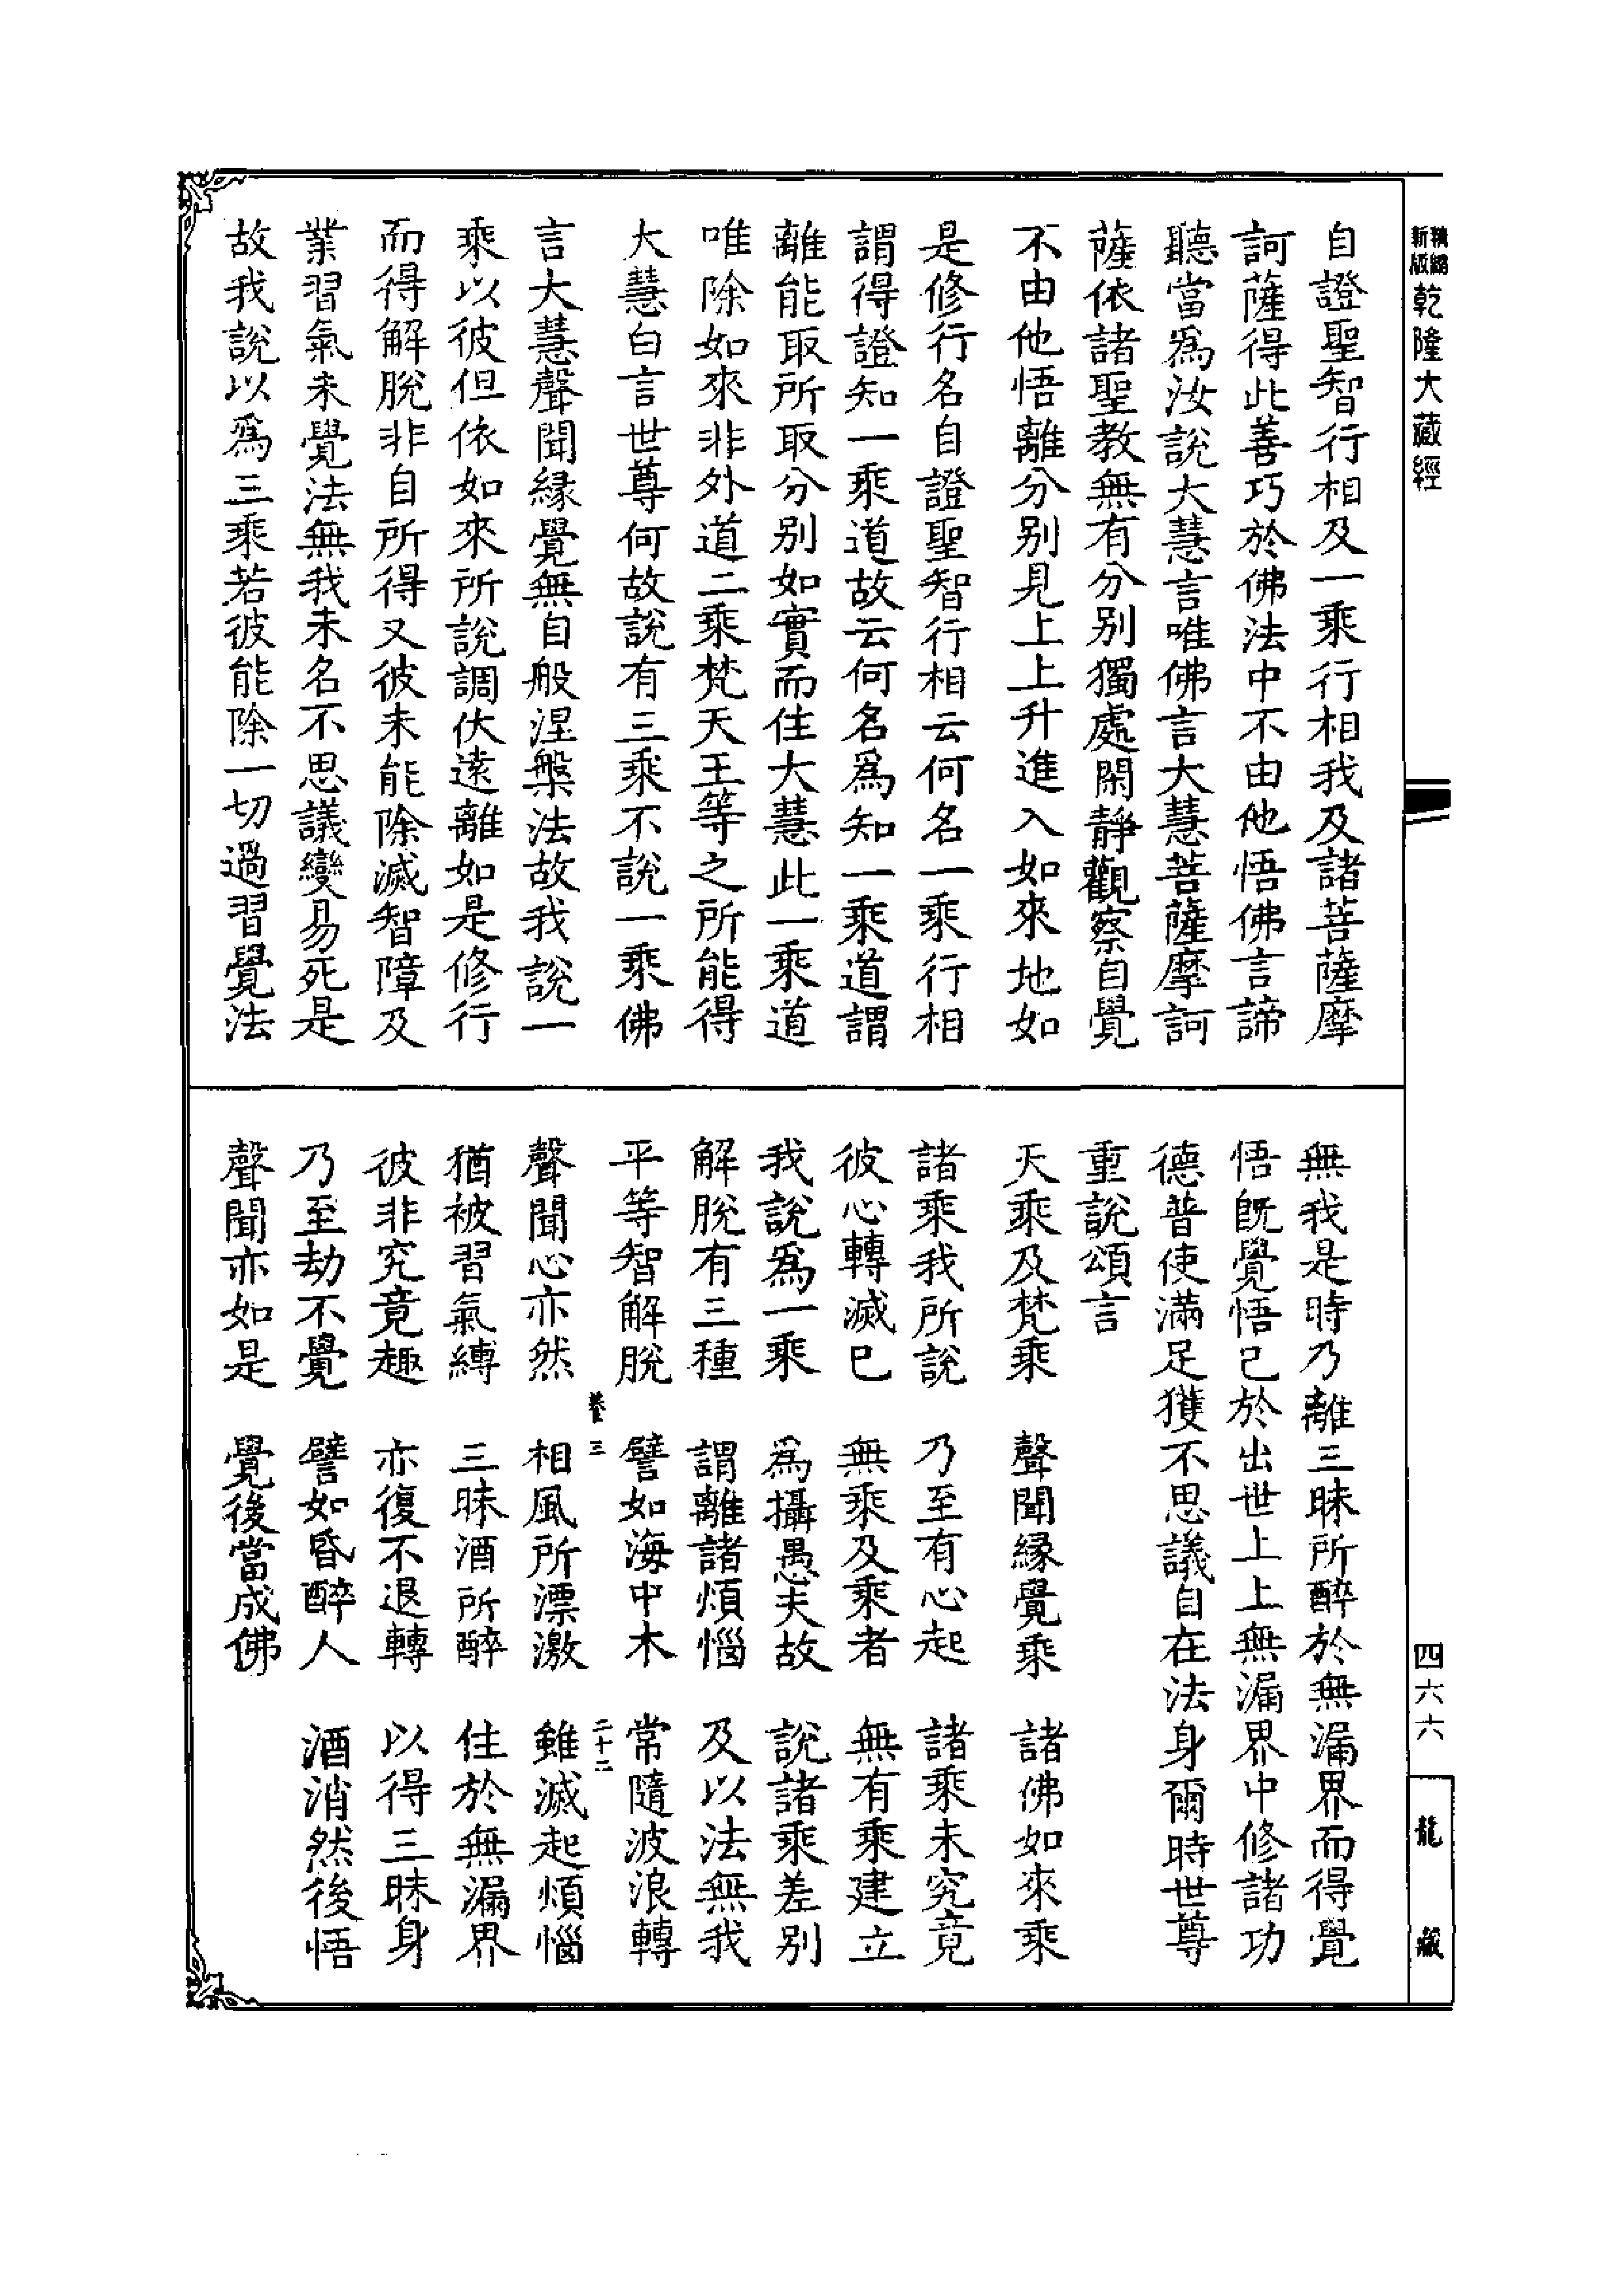 新版
精縮
乾隆大藏經
自證聖智行相及一乘行相我及諸菩薩摩
訶薩得此善巧於佛法中不由他悟佛言諦
聽當爲汝說大慧言唯佛言大慧菩薩摩訶
薩依諸聖教無有分別獨處閑靜觀察自覺
不由他悟離分別見上上升進入如來地如
是修行名自證聖智行相云何名一乘行相
謂得證知一乘道故云何名爲知一乘道謂
離能取所取分別如實而住大慧此一乘道
唯除如來非外道二乘梵天王等之所能得
大慧白言世尊何故說有三乘不說一乘佛
言大慧聲聞緣覺無自般涅槃法故我說一
乘以彼但依如來所說調伏遠離如是修行
而得解脫非自所得又彼未能除滅智障及
業習氣未覺法無我未名不思議變易死是
故我說以爲三乘若彼能除一切過習覺法
無我是時乃離三昧所醉於無漏界而得覺
悟既覺悟已於出世上上無漏界中修諸功
德普使滿足獲不思議自在法身爾時世尊
重說頌言
天乘及梵乘　聲聞緣覺乘　諸佛如來乘
諸乘我所說　乃至有心起　諸乘未究竟
彼心轉滅已　無乘及乘者　無有乘建立
我說爲一乘　爲攝愚夫故　說諸乘差別
解脫有三種　謂離諸煩惱　及以法無我
平等智解脫　譬如海中木　常隨波浪轉
聲聞心亦然　相風所漂激　雖滅起煩惱
猶被習氣縛　三昧酒所醉　住於無漏界
彼非究竟趣　亦復不退轉　以得三昧身
乃至劫不覺　譬如昏醉人　酒消然後悟
聲聞亦如是　覺後當成佛
卷三　二十二
四六六
龍藏